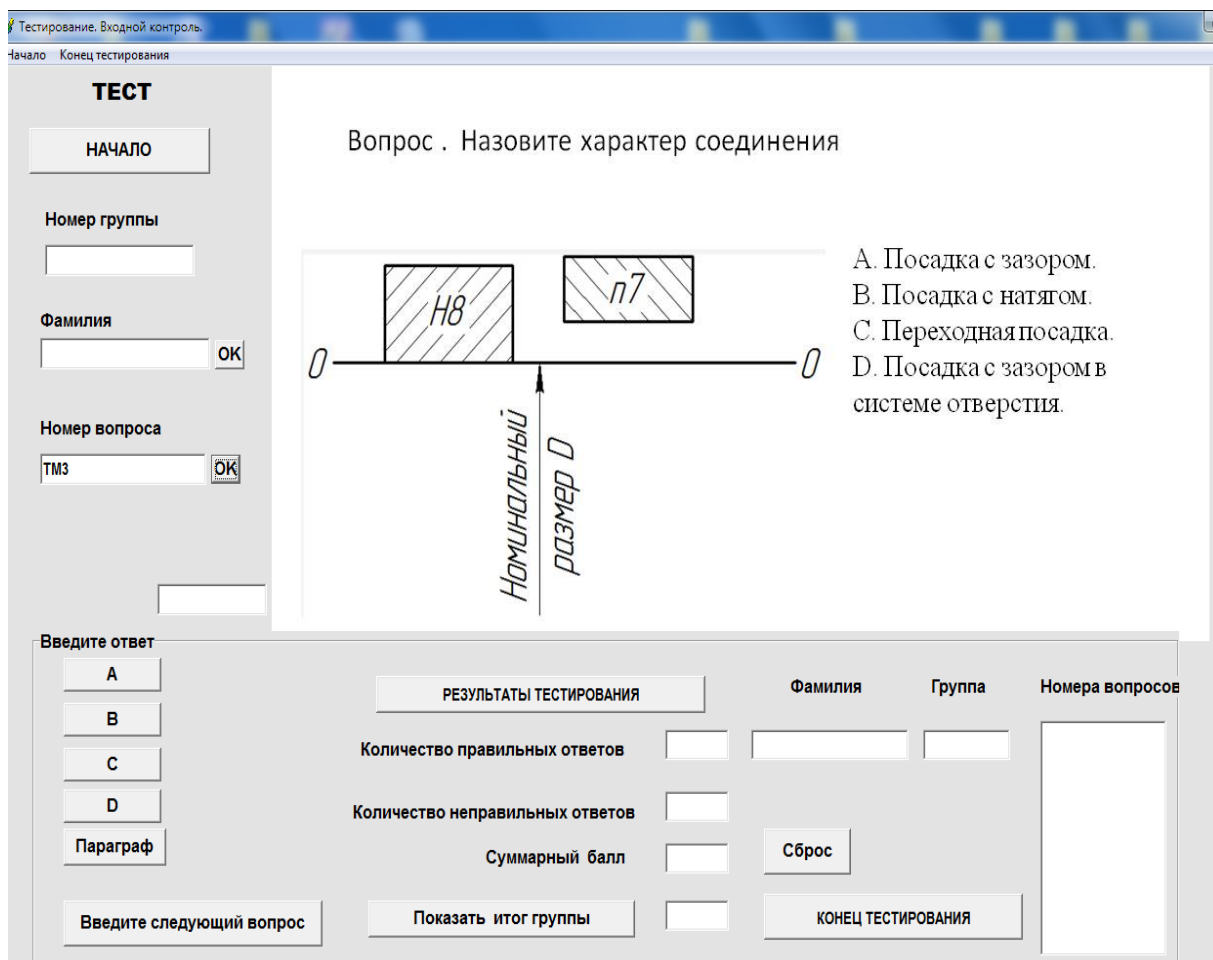 Тестирование. Входной контроль.
Начало Конец тестирования
ТЕСТ
НАЧАЛО
Номер группы
Фамилия
OK
Номер вопроса
ТМ3
OK
Вопрос . Назовите характер соединения
H8
n7
0
0
Номинальный
размер D
A. Посадка с зазором.
B. Посадка с натягом.
C. Переходная посадка.
D. Посадка с зазором в
системе отверстия.
Введите ответ
A
B
C
D
Параграф
Введите следующий вопрос
РЕЗУЛЬТАТЫ ТЕСТИРОВАНИЯ
Фамилия
Группа
Номера вопросов
Количество правильных ответов
Количество неправильных ответов
Суммарный балл
Сброс
Показать итог группы
КОНЕЦ ТЕСТИРОВАНИЯ